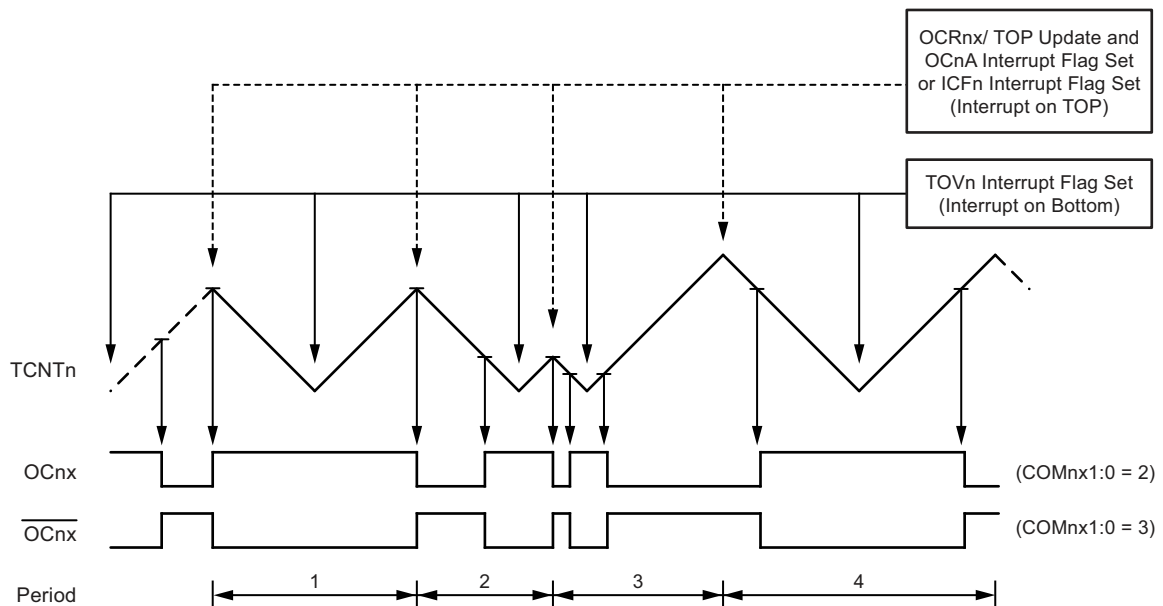 OCRnx/ TOP Update and
OCnA Interrupt Flag Set
or ICFn Interrupt Flag Set
(Interrupt on TOP)
TOVn Interrupt Flag Set
(Interrupt on Bottom)
TCNTn
OCnx
(COMnx1:0 = 2)
OCnx
(COMnx1:0 = 3)
Period
1
2
3
4